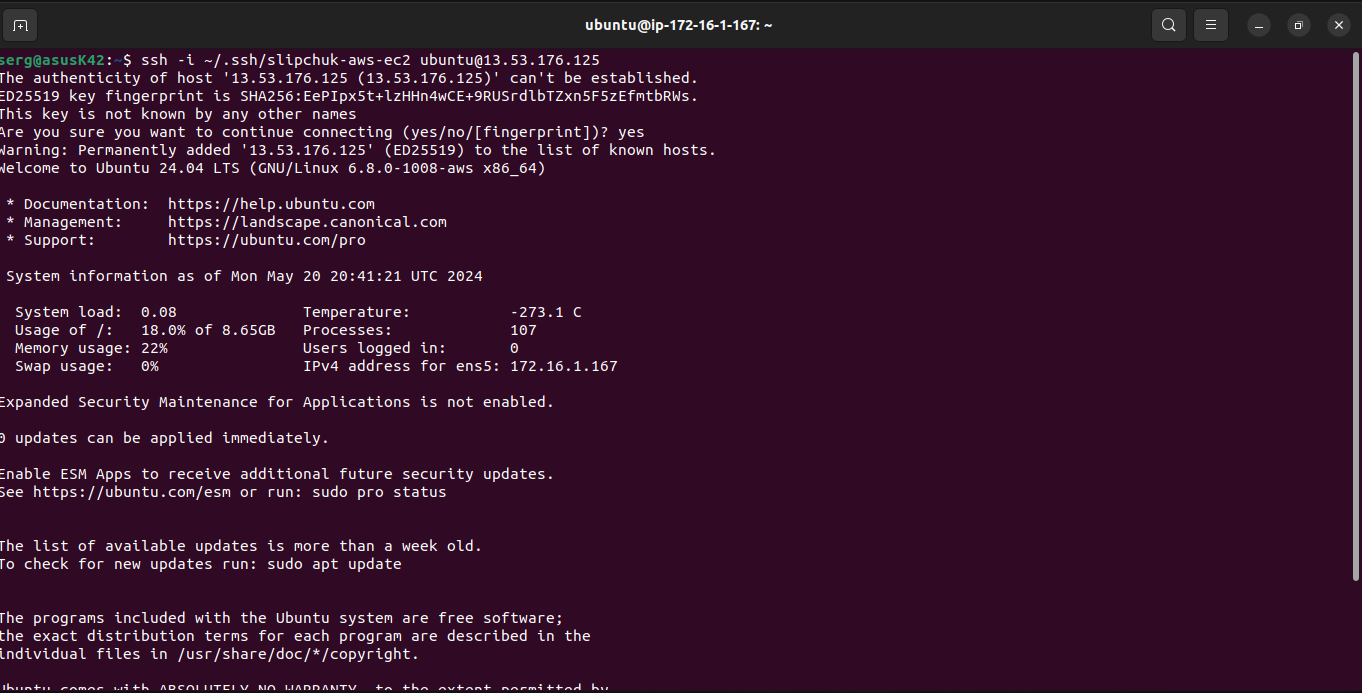 ubuntu@ip-172-16-1-167: ~
serg@asusK42:~$ ssh -i ~/.ssh/slipchuk-aws-ec2 ubuntu@13.53.176.125
The authenticity of host '13.53.176.125 (13.53.176.125)' can't be established.
ED25519 key fingerprint is SHA256:EePIpx5t+lzHHn4wCE+9RUSrdlbTZxn5F5zEfmtbRWs.
This key is not known by any other names
Are you sure you want to continue connecting (yes/no/[fingerprint])? yes
Warning: Permanently added '13.53.176.125' (ED25519) to the list of known hosts.
Welcome to Ubuntu 24.04 LTS (GNU/Linux 6.8.0-1008-aws x86_64)
* Documentation:  https://help.ubuntu.com
* Management:     https://landscape.canonical.com
* Support:        https://ubuntu.com/pro
System information as of Mon May 20 20:41:21 UTC 2024
System load:  0.08              Temperature:           -273.1 C
Usage of /:   18.0% of 8.65GB   Processes:             107
Memory usage: 22%               Users logged in:       0
Swap usage:   0%                IPv4 address for ens5: 172.16.1.167
Expanded Security Maintenance for Applications is not enabled.
0 updates can be applied immediately.
Enable ESM Apps to receive additional future security updates.
See https://ubuntu.com/esm or run: sudo pro status
The list of available updates is more than a week old.
To check for new updates run: sudo apt update
The programs included with the Ubuntu system are free software;
the exact distribution terms for each program are described in the
individual files in /usr/share/doc/*/copyright.
Ubuntu comes with ABSOLUTELY NO WARRANTY, to the extent permitted by